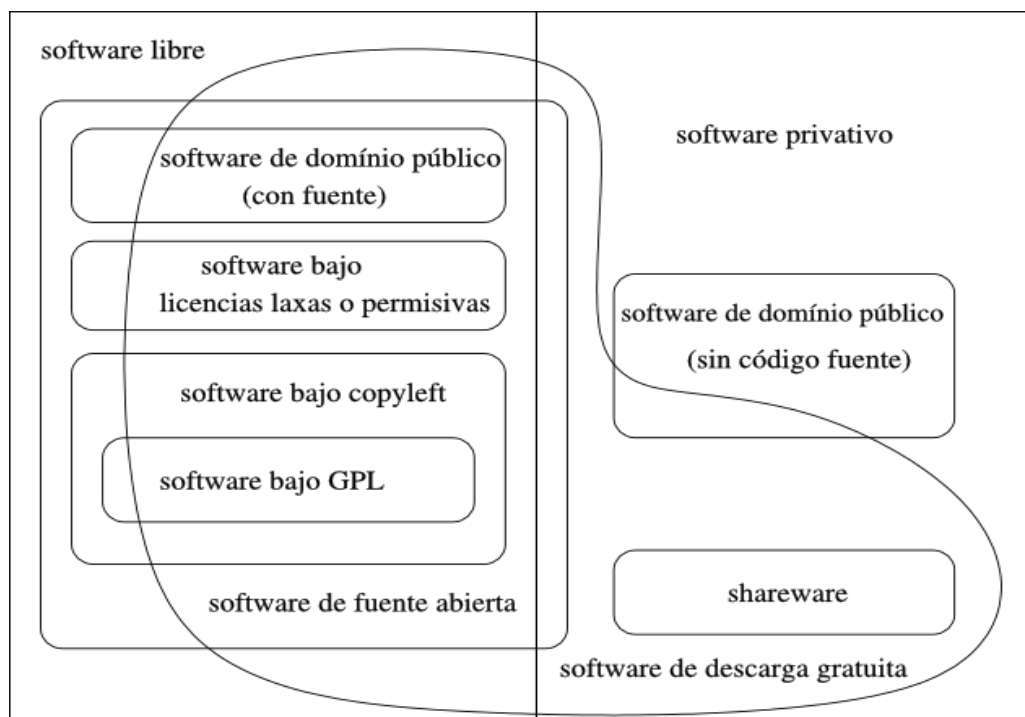 software libre
software de domínio público
(con fuente)
software bajo
licencias laxas o permisivas
software bajo copyleft
software bajo GPL
software de fuente abierta
software privativo
software de domínio público
(sin código fuente)
shareware
software de descarga gratuita